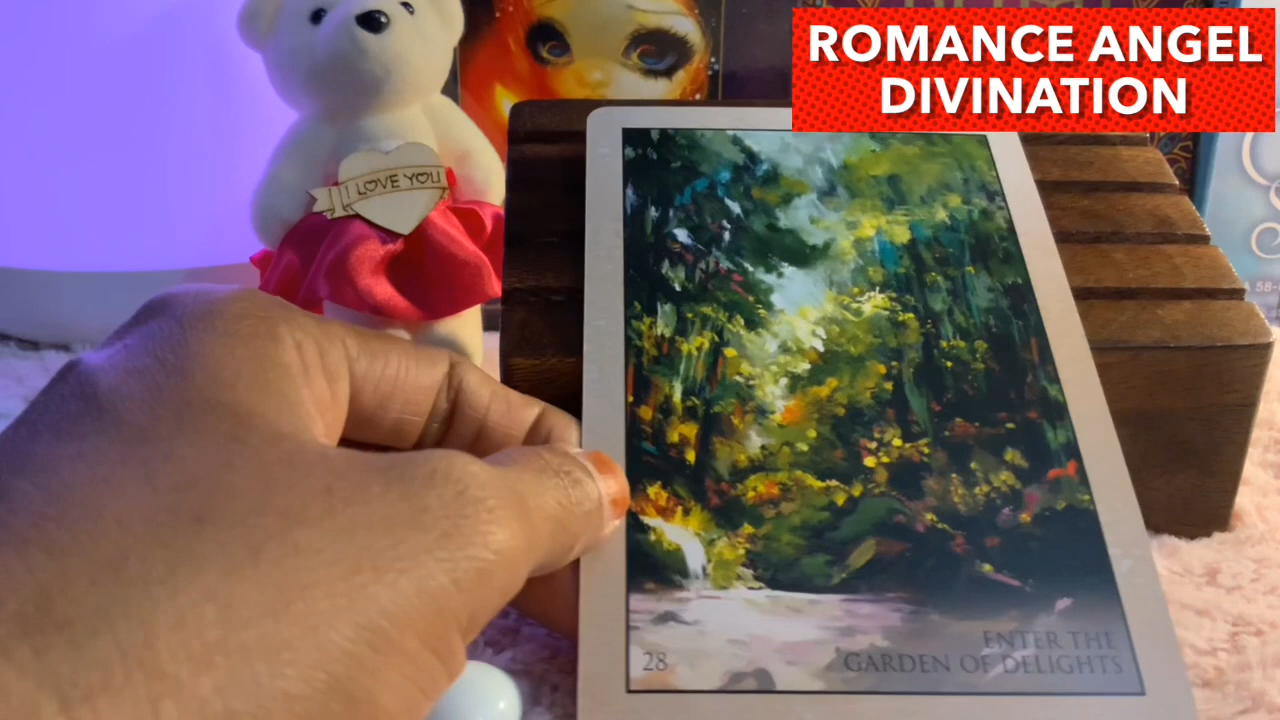 ROMANCE ANGEL
DIVINATION
I LOVE YOU
28
ENTER THE
GARDEN OF DELIGHTS